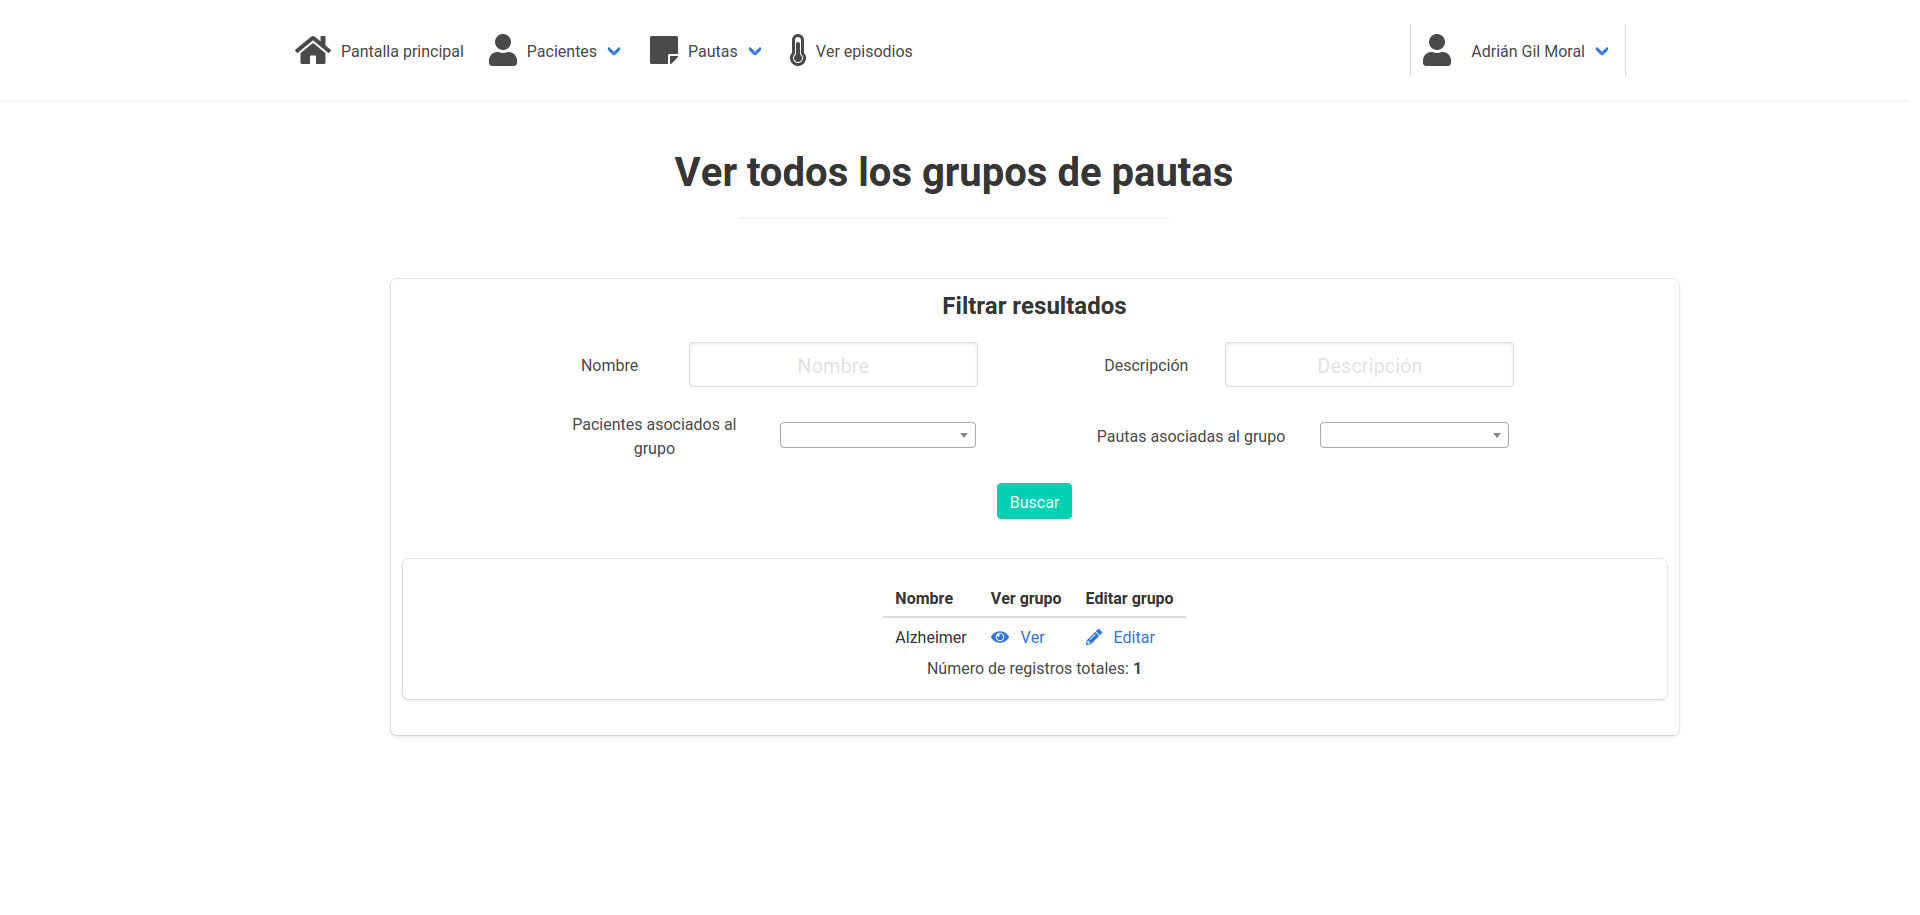 Pantalla principal Pacientes Pautas Ver episodios Adrián Gil Moral
Ver todos los grupos de pautas
Filtrar resultados
Nombre Nombre Descripción Descripción
Pacientes asociados al
grupo
Pautas asociadas al grupo
Buscar
Nombre Ver grupo Editar grupo
Alzheimer Ver Editar
Número de registros totales: 1